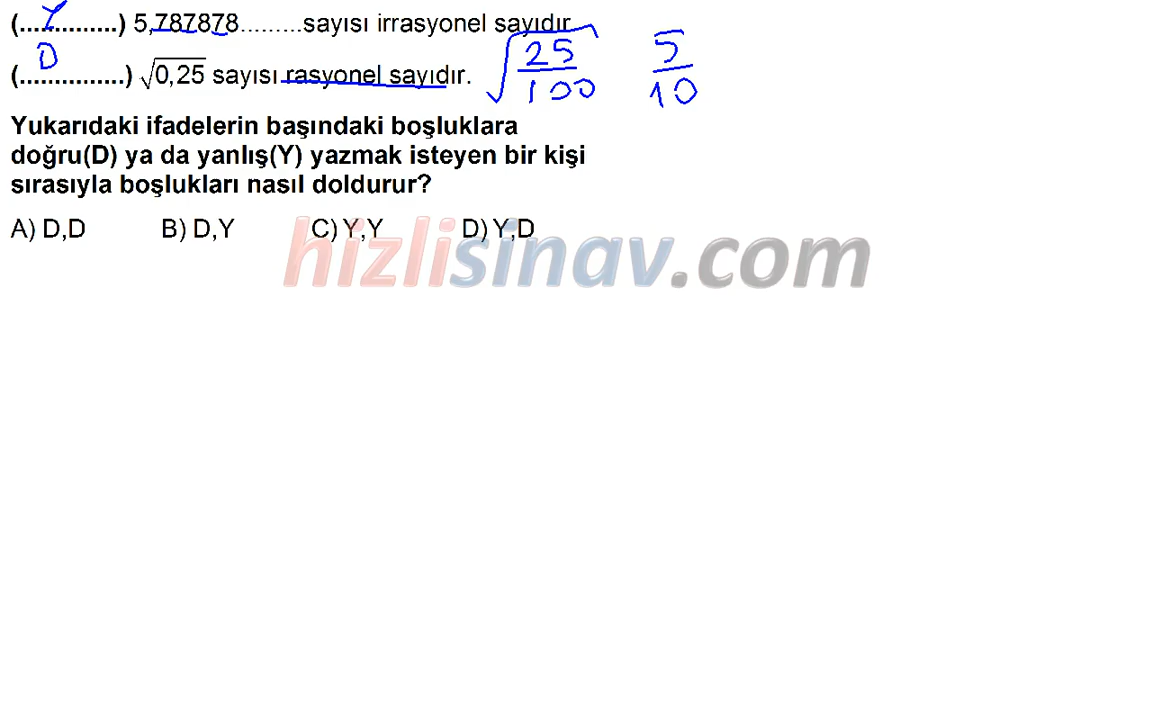 (.....Y.......) 5,787878.........sayısı irrasyonel sayıdır
(...............) √0,25 sayısı rasyonel sayıdır. √25/100 5/10
D
Yukarıdaki ifadelerin başındaki boşluklara
doğru(D) ya da yanlış(Y) yazmak isteyen bir kişi
sırasıyla boşlukları nasıl doldurur?
A) D,D B) D,Y C) Y,Y D) Y,D
hizlisinav.com